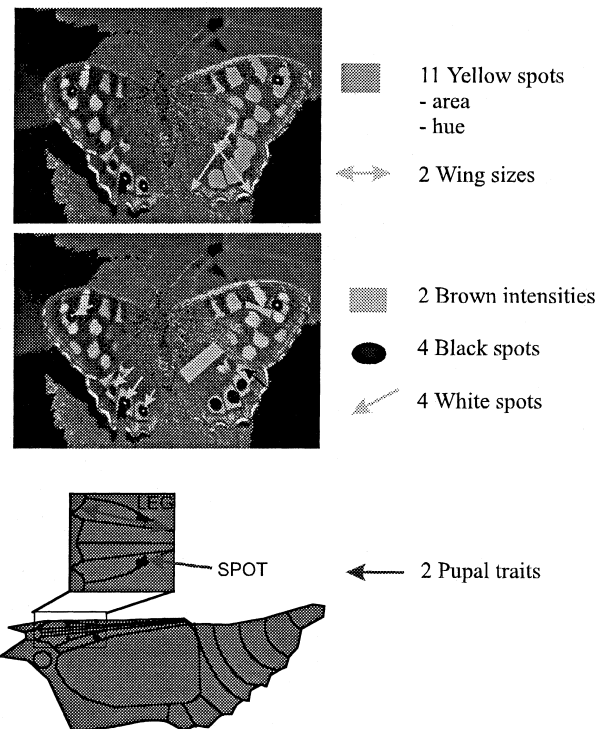 11 Yellow spots
- area
- hue
2 Wing sizes
2 Brown intensities
4 Black spots
4 White spots
LEG
SPOT
2 Pupal traits